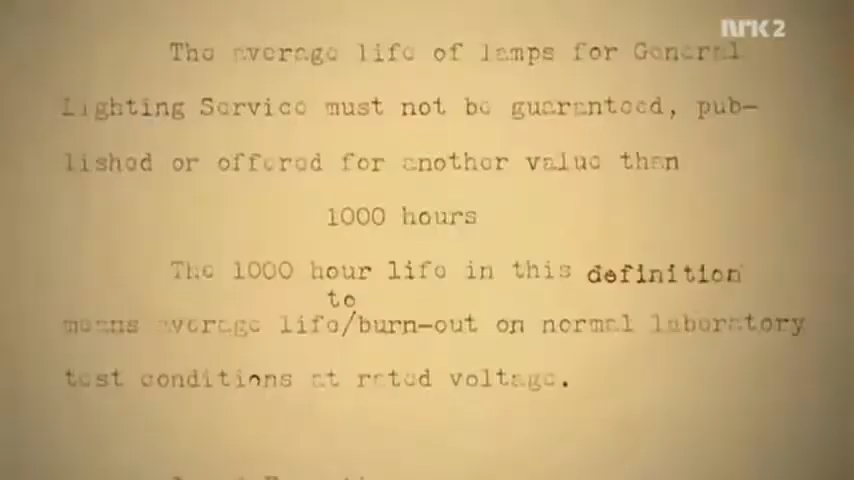 NRK2
The average life of lamps for General
Lighting Service must not be guaranteed, pub-
lished or offered for another value than
1000 hours
The 1000 hour life in this definition
to
means average life/burn-out on normal laboratory
test conditions at rated voltage.